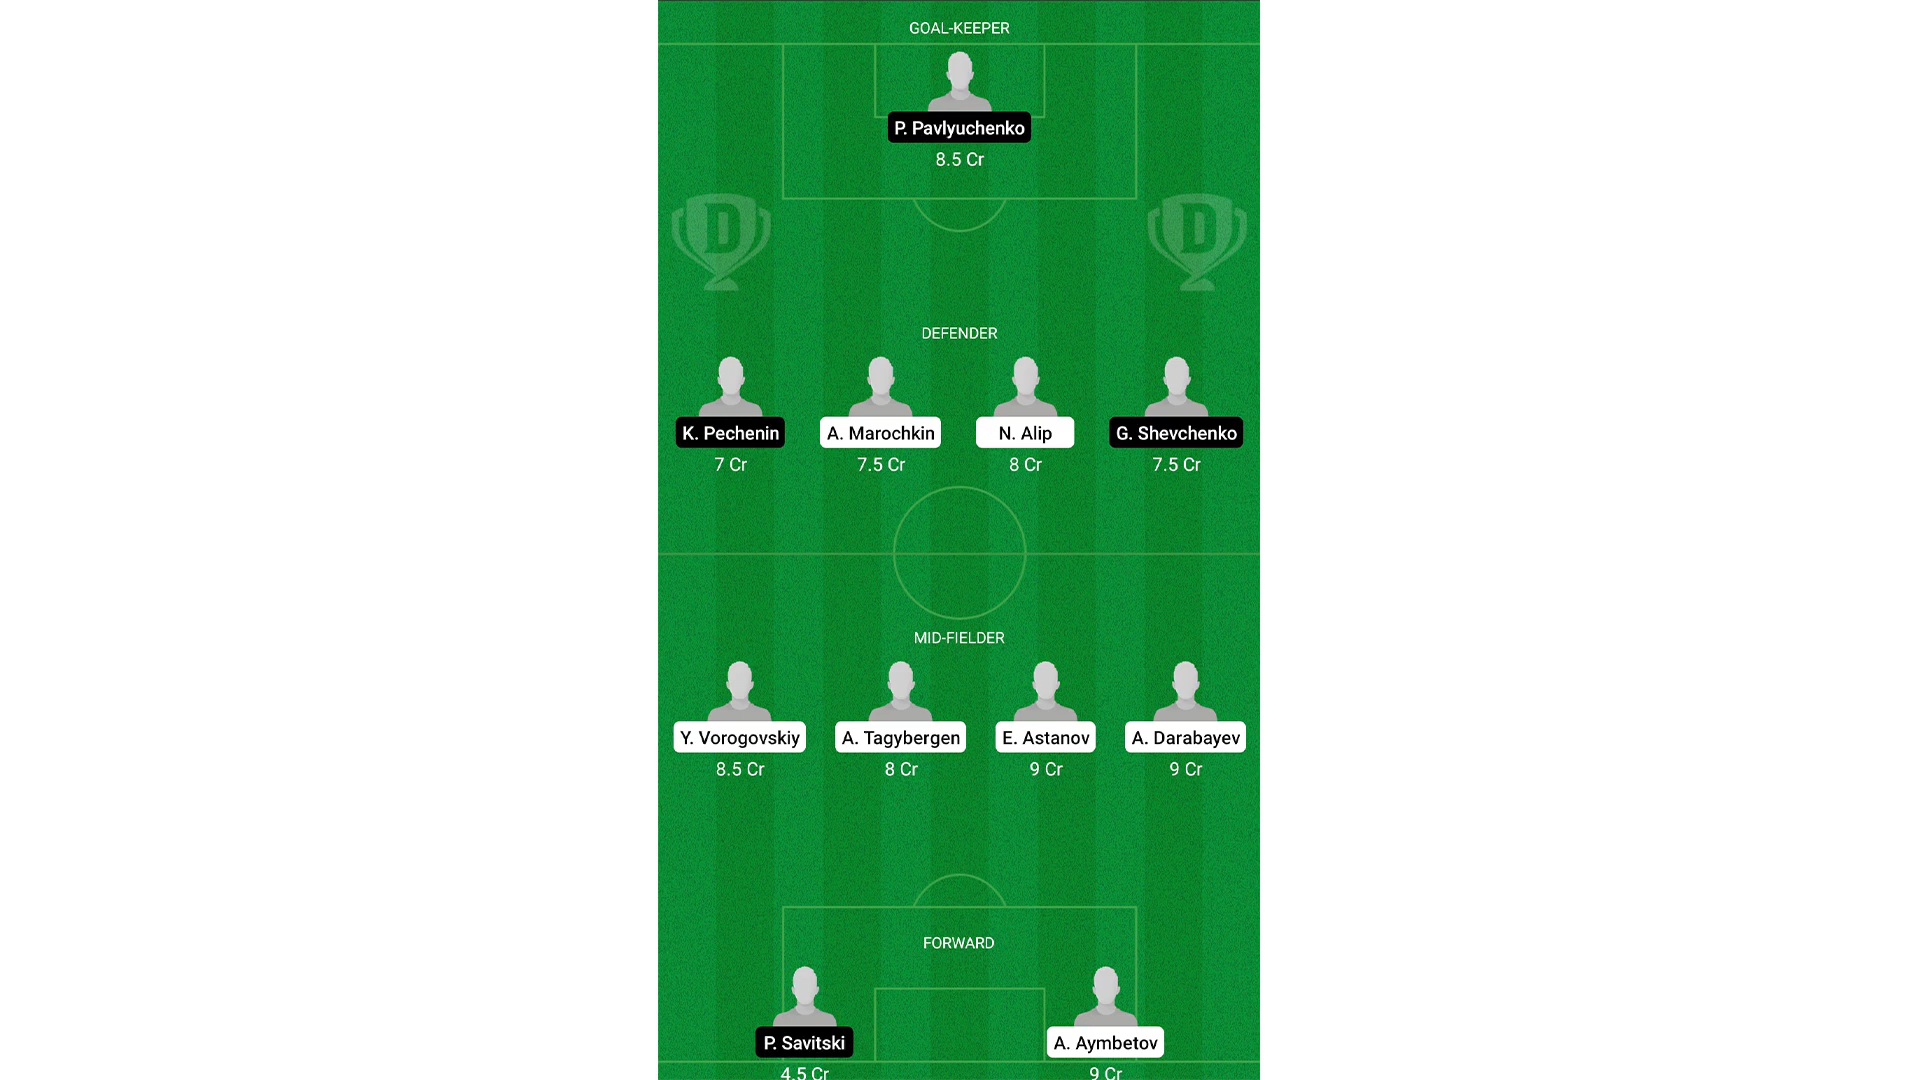 GOAL-KEEPER
P. Pavlyuchenko
8.5 Cr
D D
DEFENDER
K. Pechenin A. Marochkin N. Alip G. Shevchenko
7 Cr 7.5 Cr 8 Cr 7.5 Cr
MID-FIELDER
Y. Vorogovskiy A. Tagybergen E. Astanov A. Darabayev
8.5 Cr 8 Cr 9 Cr 9 Cr
FORWARD
P. Savitski A. Aymbetov
4.5 Cr 9 Cr